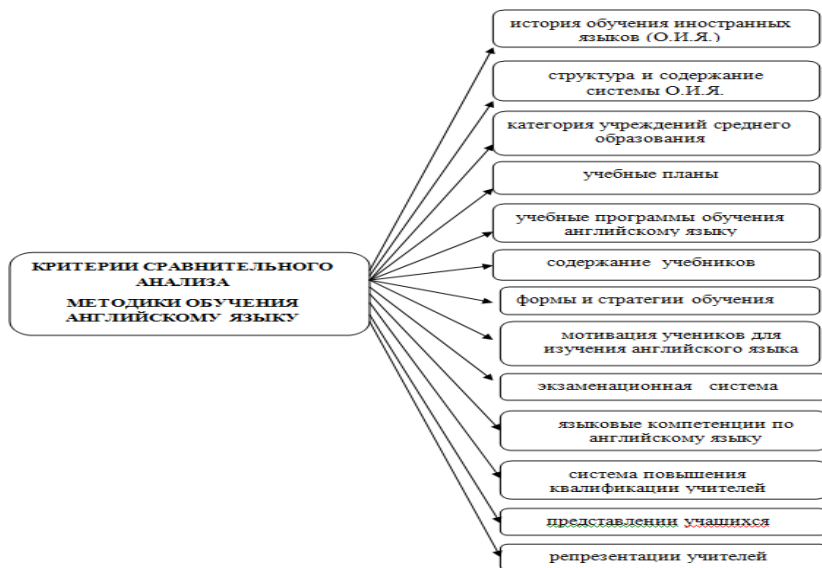 история обучения иностранных
языков (О.И.Я.)
структура и содержание
системы О.И.Я.
категория учреждений среднего
образования
учебные планы
учебные программы обучения
английскому языку
КРИТЕРИИ СРАВНИТЕЛЬНОГО
АНАЛИЗА
МЕТОДИКИ ОБУЧЕНИЯ
АНГЛИЙСКОМУ ЯЗЫКУ
содержание учебников
формы и стратегии обучения
мотивация учеников для
изучения английского языка
экзаменационная система
языковые компетенции по
английскому языку
система повышения
квалификации учителей
представлении учашихся
репрезентации учителей